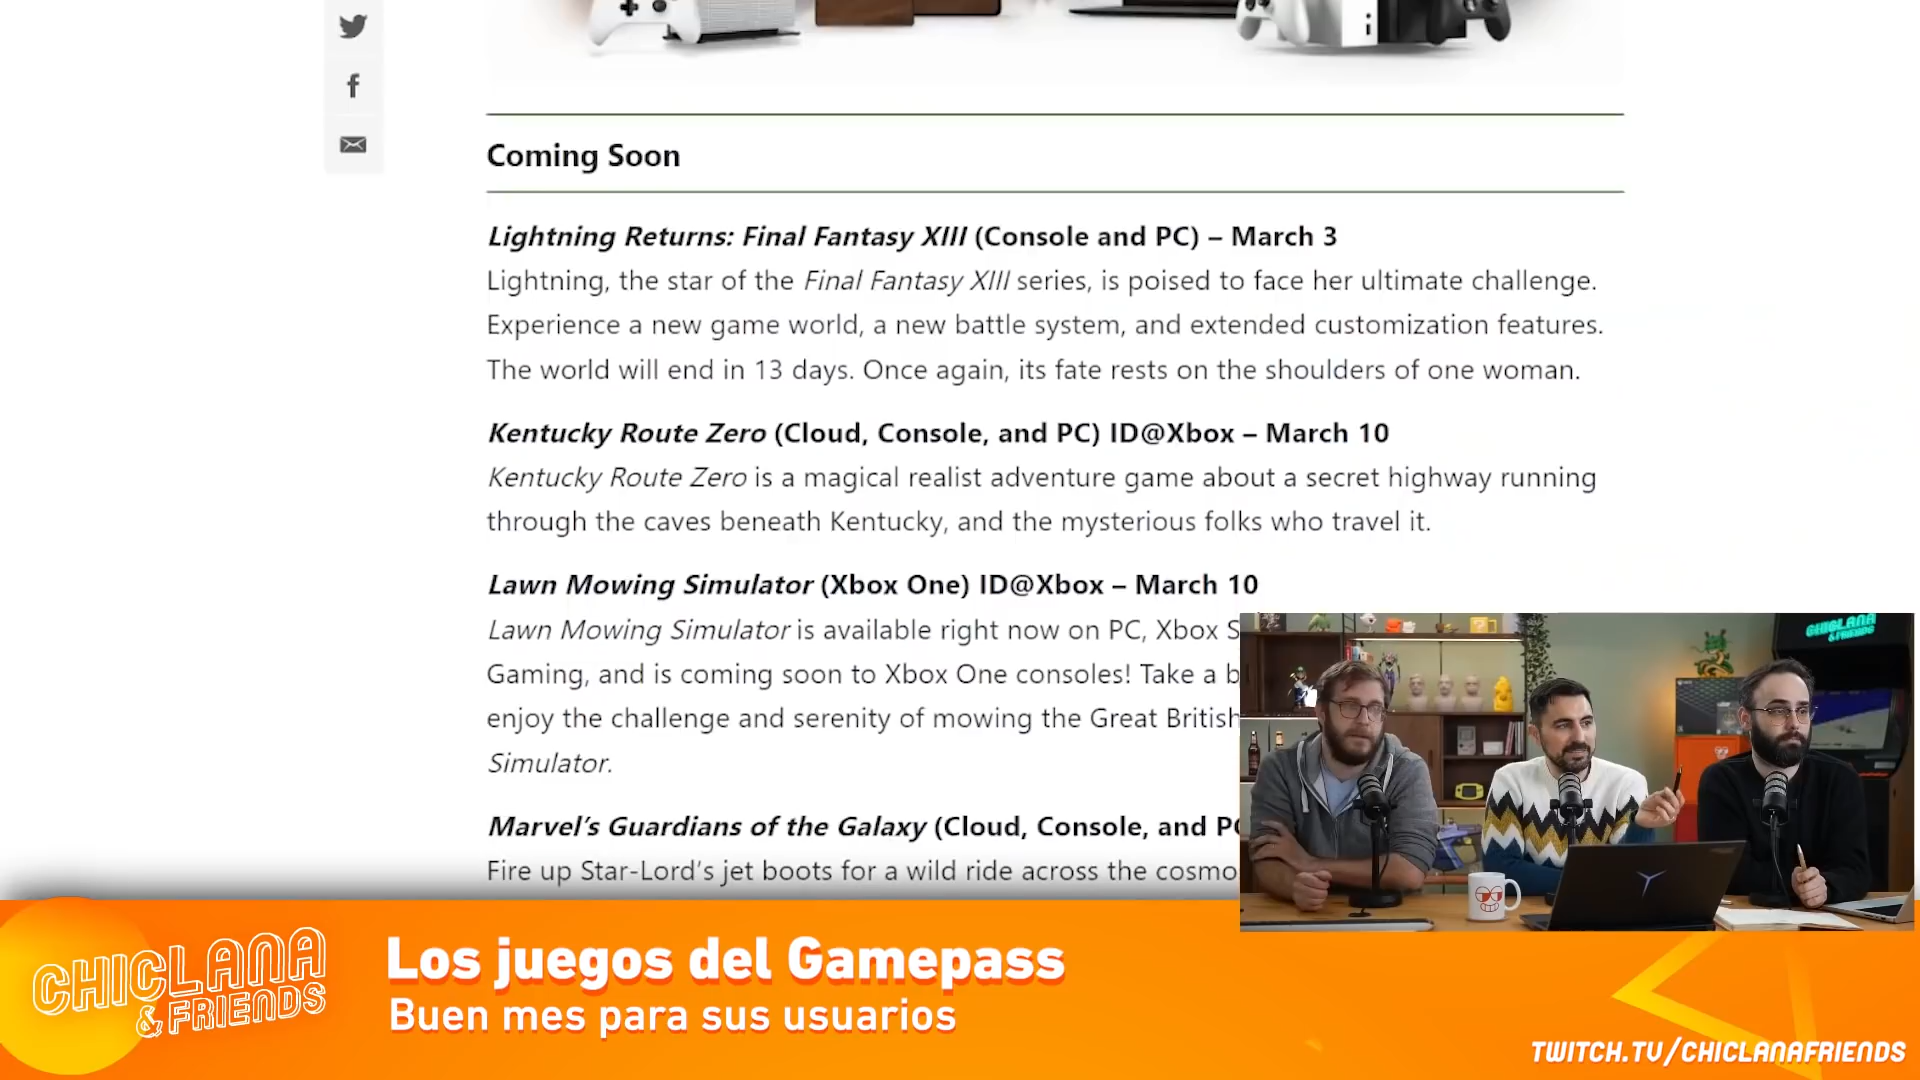 Coming Soon
Lightning Returns: Final Fantasy XIII (Console and PC) – March 3
Lightning, the star of the Final Fantasy XIII series, is poised to face her ultimate challenge.
Experience a new game world, a new battle system, and extended customization features.
The world will end in 13 days. Once again, its fate rests on the shoulders of one woman.
Kentucky Route Zero (Cloud, Console, and PC) ID@Xbox – March 10
Kentucky Route Zero is a magical realist adventure game about a secret highway running
through the caves beneath Kentucky, and the mysterious folks who travel it.
Lawn Mowing Simulator (Xbox One) ID@Xbox – March 10
Lawn Mowing Simulator is available right now on PC, Xbox S
Gaming, and is coming soon to Xbox One consoles! Take a b
enjoy the challenge and serenity of mowing the Great British
Simulator.
Marvel's Guardians of the Galaxy (Cloud, Console, and P
Fire up Star-Lord's jet boots for a wild ride across the cosmo
CHICLANA
& FRIENDS
CHICLANA
& FRIENDS
Los juegos del Gamepass
Buen mes para sus usuarios
TWITCH.TV/CHICLANAFRIENDS